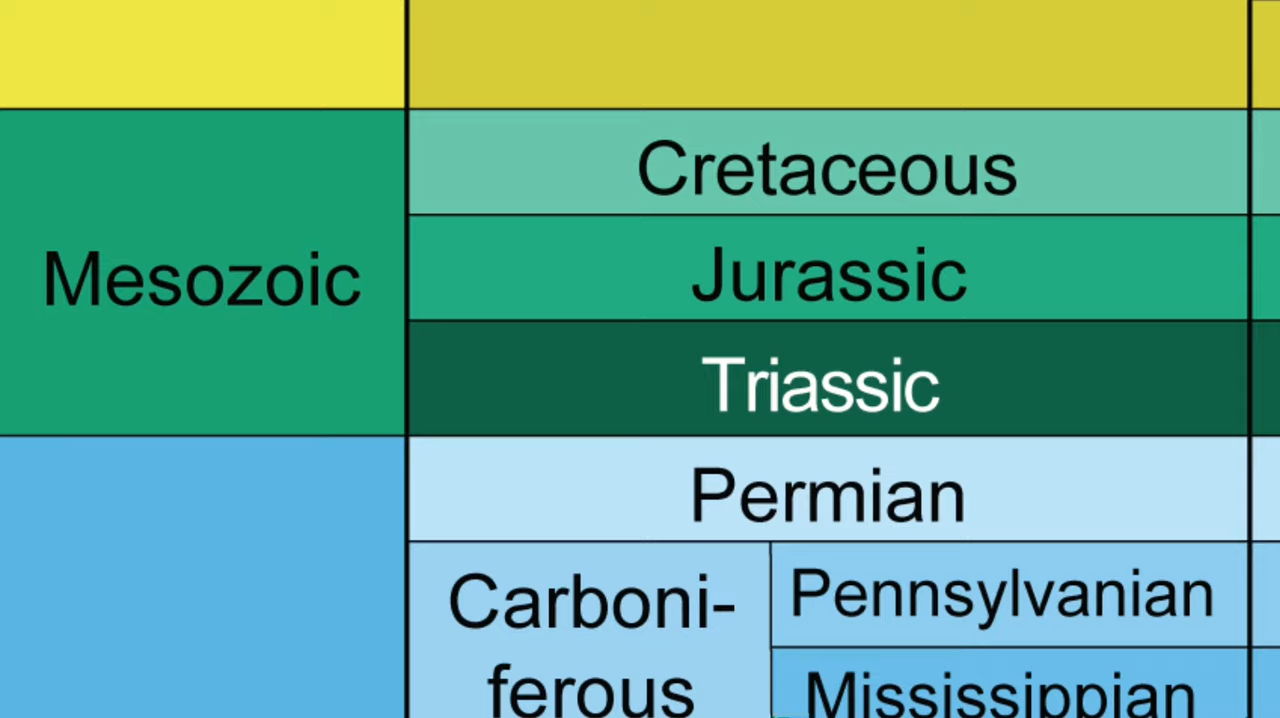 Cretaceous
Mesozoic
Jurassic
Triassic
Permian
Carboni-
ferous
Pennsylvanian
Mississippian